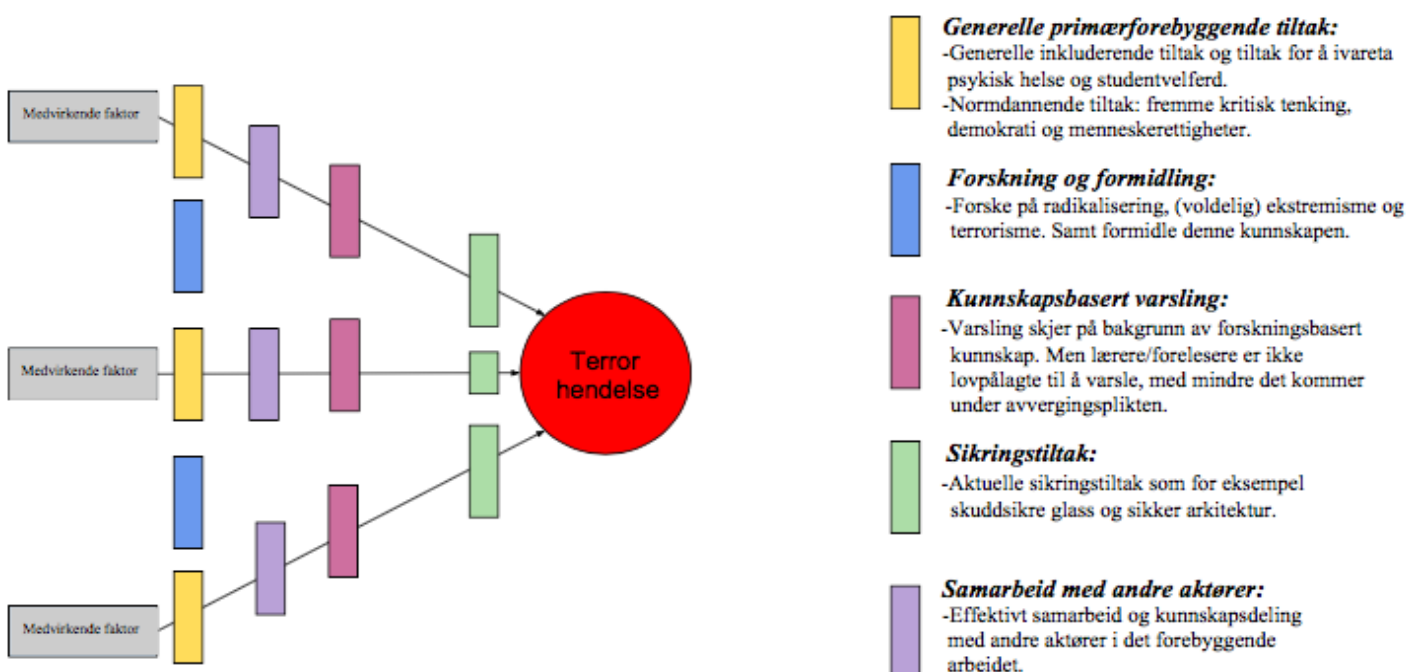 Medvirkende faktor
Medvirkende faktor
Medvirkende faktor
Terror
hendelse
Generelle primærforebyggende tiltak:
-Generelle inkluderende tiltak og tiltak for å ivareta
psykisk helse og studentvelferd.
-Normdannende tiltak: fremme kritisk tenking,
demokrati og menneskerettigheter.
Forskning og formidling:
-Forske på radikalisering, (voldelig) ekstremisme og
terrorisme. Samt formidle denne kunnskapen.
Kunnskapsbasert varsling:
-Varsling skjer på bakgrunn av forskningsbasert
kunnskap. Men lærere/forelesere er ikke
lovpålagte til å varsle, med mindre det kommer
under avvergingsplikten.
Sikringstiltak:
-Aktuelle sikringstiltak som for eksempel
skuddsikre glass og sikker arkitektur.
Samarbeid med andre aktører:
-Effektivt samarbeid og kunnskapsdeling
med andre aktører i det forebyggende
arbeidet.